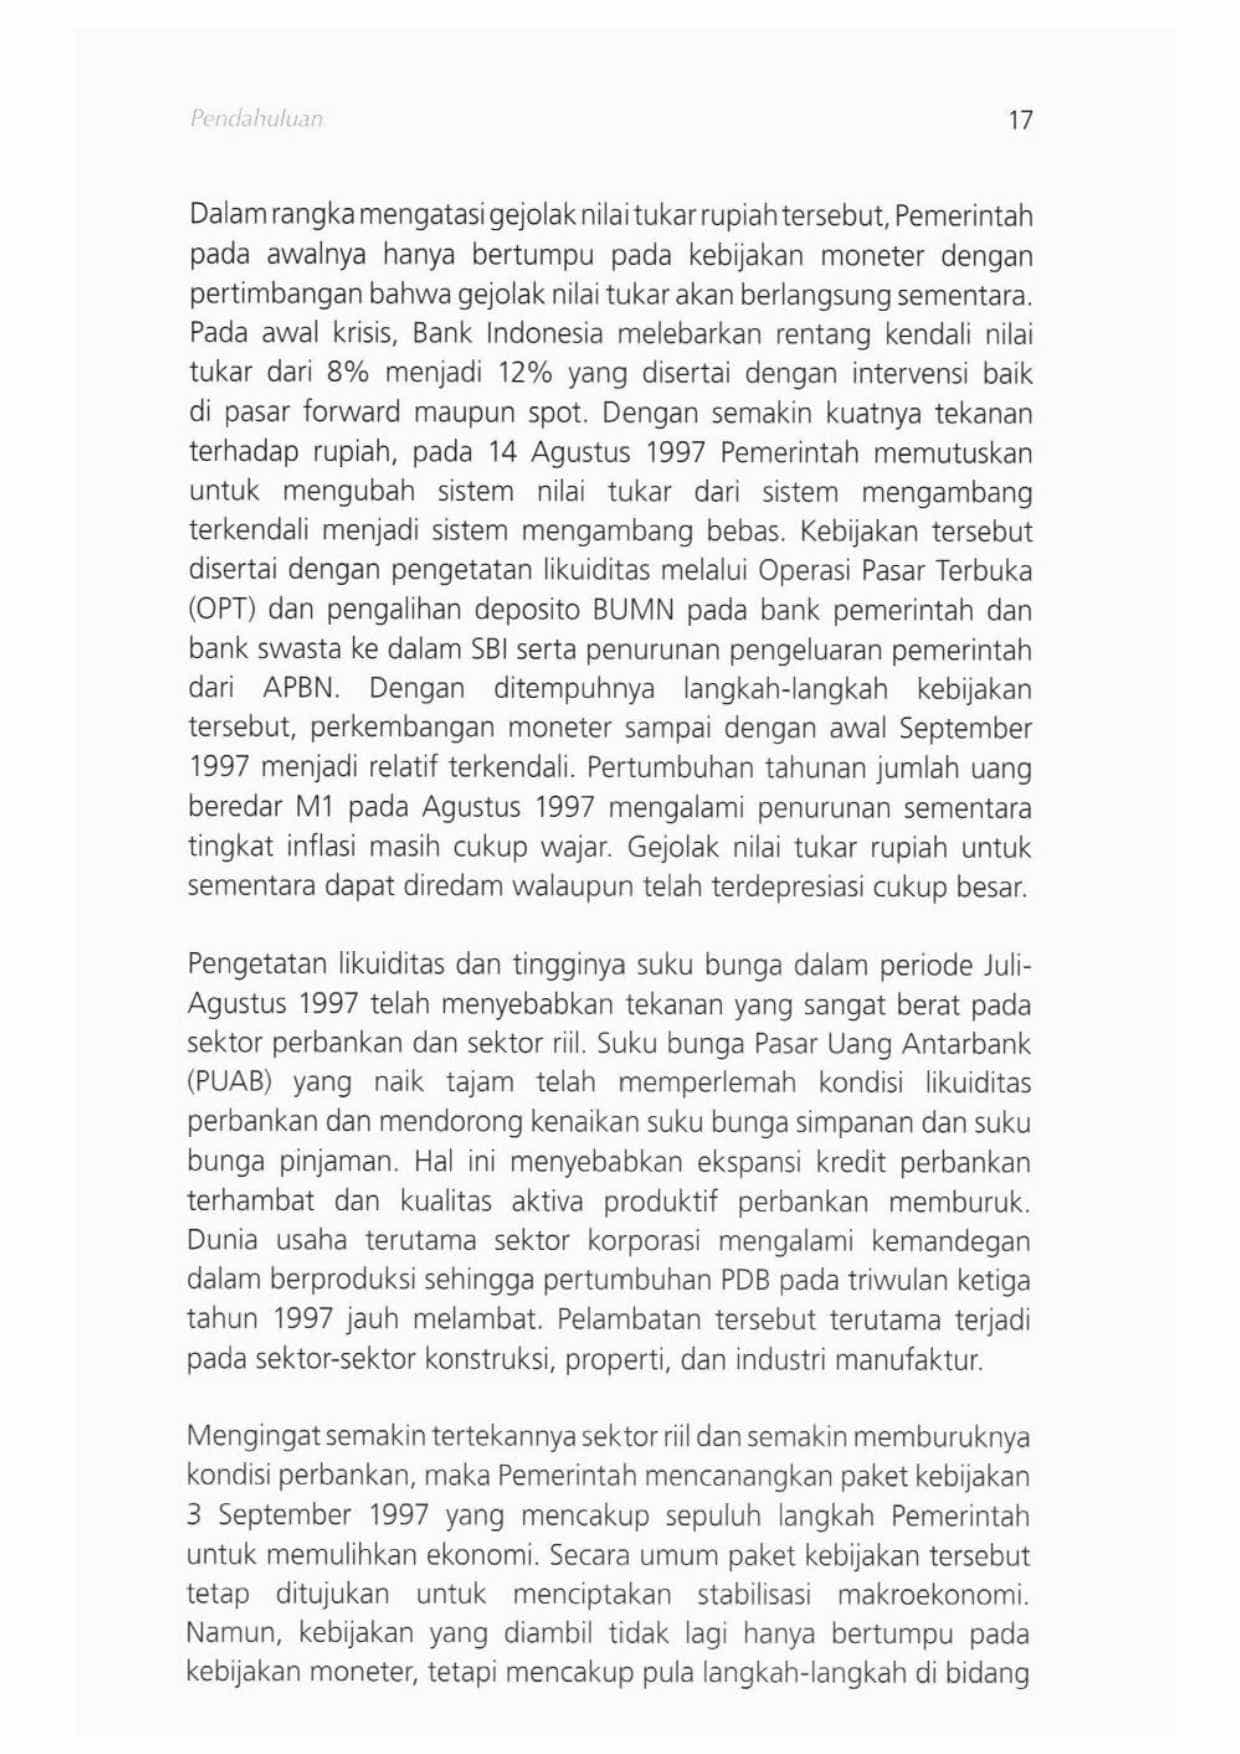 Pendahuluan
17
Dalam rangka mengatasi gejolak nilai tukar rupiah tersebut, Pemerintah
pada awalnya hanya bertumpu pada kebijakan moneter dengan
pertimbangan bahwa gejolak nilai tukar akan berlangsung sementara.
Pada awal krisis, Bank Indonesia melebarkan rentang kendali nilai
tukar dari 8% menjadi 12% yang disertai dengan intervensi baik
di pasar forward maupun spot. Dengan semakin kuatnya tekanan
terhadap rupiah, pada 14 Agustus 1997 Pemerintah memutuskan
untuk mengubah sistem nilai tukar dari sistem mengambang
terkendali menjadi sistem mengambang bebas. Kebijakan tersebut
disertai dengan pengetatan likuiditas melalui Operasi Pasar Terbuka
(OPT) dan pengalihan deposito BUMN pada bank pemerintah dan
bank swasta ke dalam SBI serta penurunan pengeluaran pemerintah
dari APBN. Dengan ditempuhnya langkah-langkah kebijakan
tersebut, perkembangan moneter sampai dengan awal September
1997 menjadi relatif terkendali. Pertumbuhan tahunan jumlah uang
beredar M1 pada Agustus 1997 mengalami penurunan sementara
tingkat inflasi masih cukup wajar. Gejolak nilai tukar rupiah untuk
sementara dapat diredam walaupun telah terdepresiasi cukup besar.
Pengetatan likuiditas dan tingginya suku bunga dalam periode Juli-
Agustus 1997 telah menyebabkan tekanan yang sangat berat pada
sektor perbankan dan sektor riil. Suku bunga Pasar Uang Antarbank
(PUAB) yang naik tajam telah memperlemah kondisi likuiditas
perbankan dan mendorong kenaikan suku bunga simpanan dan suku
bunga pinjaman. Hal ini menyebabkan ekspansi kredit perbankan
terhambat dan kualitas aktiva produktif perbankan memburuk.
Dunia usaha terutama sektor korporasi mengalami kemandegan
dalam berproduksi sehingga pertumbuhan PDB pada triwulan ketiga
tahun 1997 jauh melambat. Pelambatan tersebut terutama terjadi
pada sektor-sektor konstruksi, properti, dan industri manufaktur.
Mengingat semakin tertekannya sektor riil dan semakin memburuknya
kondisi perbankan, maka Pemerintah mencanangkan paket kebijakan
3 September 1997 yang mencakup sepuluh langkah Pemerintah
untuk memulihkan ekonomi. Secara umum paket kebijakan tersebut
tetap ditujukan untuk menciptakan stabilisasi makroekonomi.
Namun, kebijakan yang diambil tidak lagi hanya bertumpu pada
kebijakan moneter, tetapi mencakup pula langkah-langkah di bidang